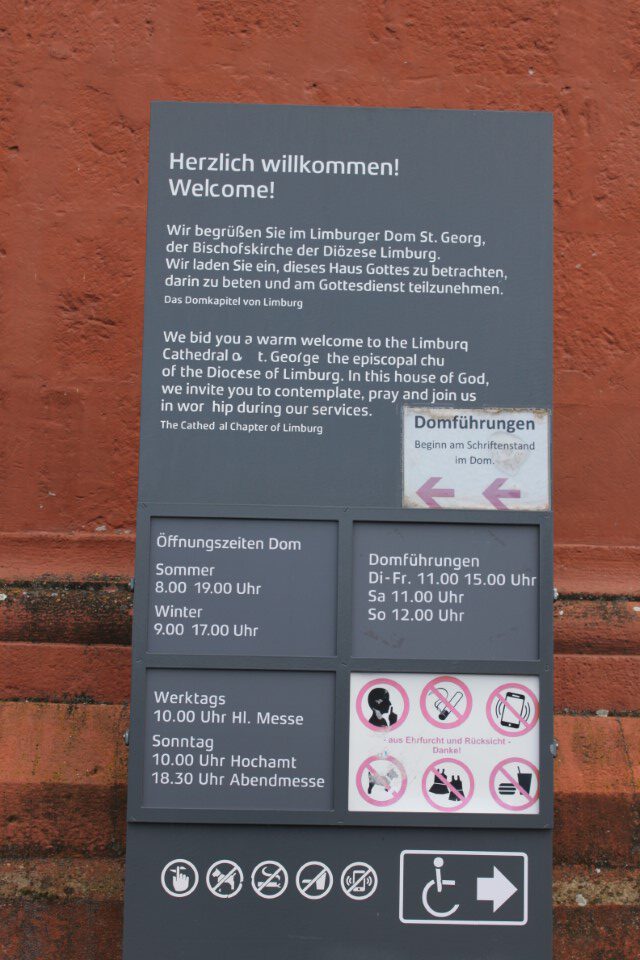 Herzlich willkommen!
Welcome!
Wir begrüßen Sie im Limburger Dom St. Georg,
der Bischofskirche der Diözese Limburg.
Wir laden Sie ein, dieses Haus Gottes zu betrachten,
darin zu beten und am Gottesdienst teilzunehmen.
Das Domkapitel von Limburg
We bid you a warm welcome to the Limburg
Cathedral o t. George the episcopal chu
of the Diocese of Limburg. In this house of God,
we invite you to contemplate, pray and join us
in wor hip during our services.
The Cathed al Chapter of Limburg
Domführungen
Beginn am Schriftenstand
im Dom.
Öffnungszeiten Dom
Sommer
8.00 19.00 Uhr
Winter
9.00 17.00 Uhr
Domführungen
Di-Fr. 11.00 15.00 Uhr
Sa 11.00 Uhr
So 12.00 Uhr
Werktags
10.00 Uhr Hl. Messe
Sonntag
10.00 Uhr Hochamt
18.30 Uhr Abendmesse
- aus Ehrfurcht und Rücksicht -
Danke!